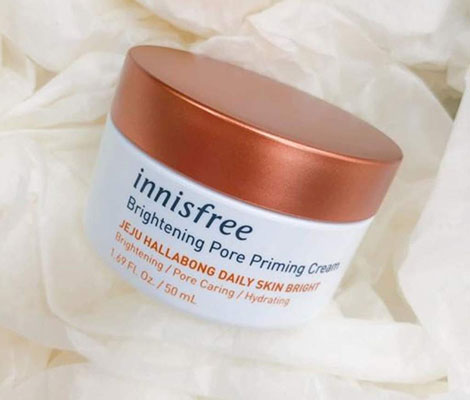 innisfree
Brightening Pore Priming Cream
JEJU HALLABONG DAILY SKIN BRIGHT
Brightening / Pore Caring / Hydrating
1.69 Fl. Oz. / 50 mL